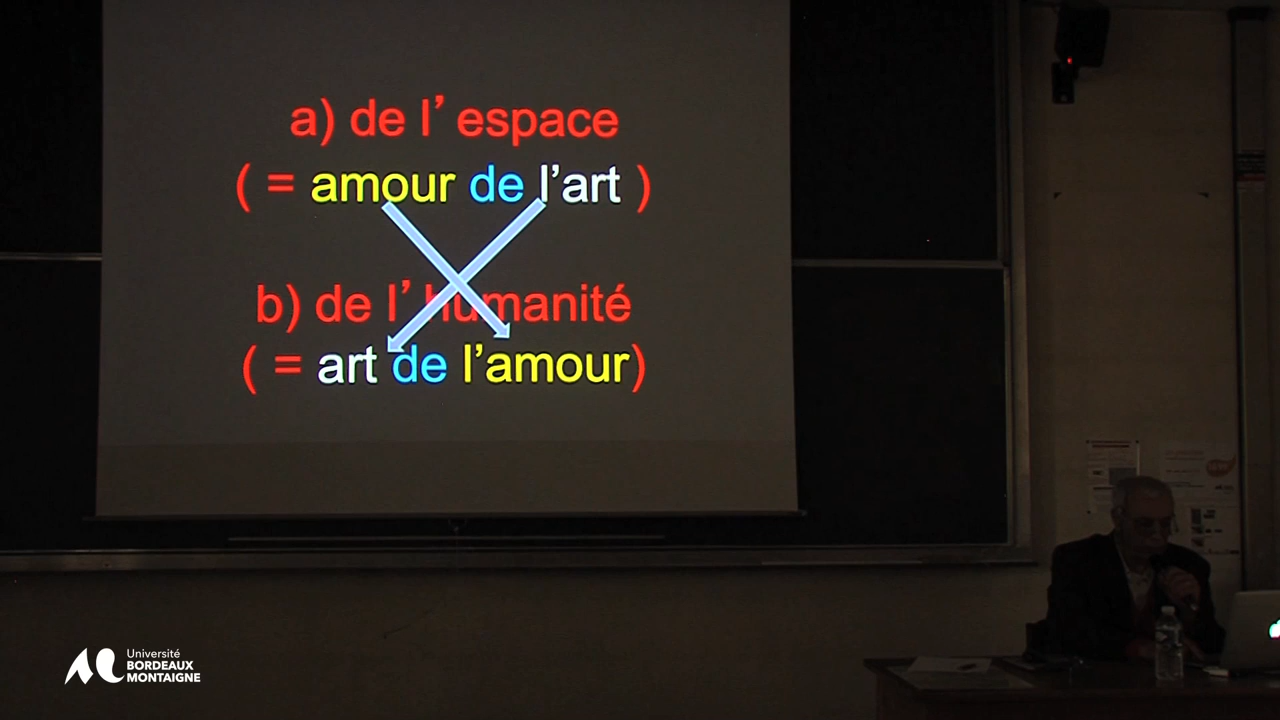 a) de l’ espace
( = amour de l’art )
b) de l’ humanité
( = art de l’amour)
Université
BORDEAUX
MONTAIGNE